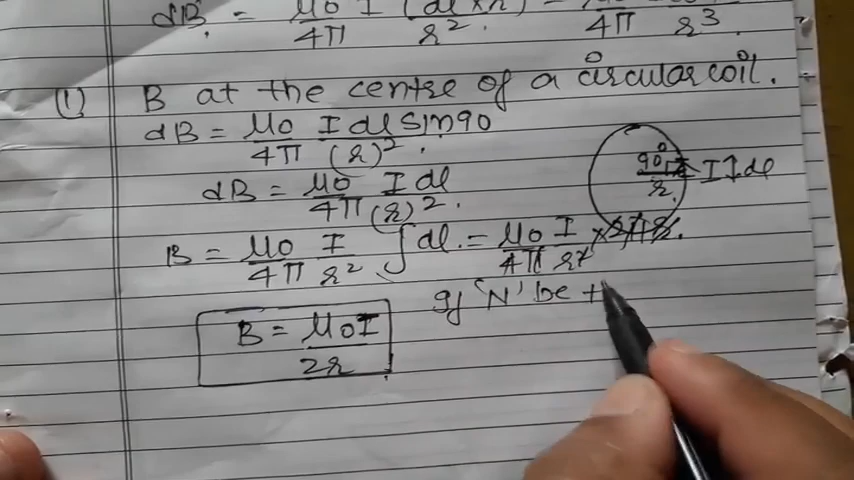 dB = μ0/4π I (dl×r)/r² = μ0/4π r³
(1) B at the centre of a circular coil.
dB = μ0/4π I dl Sin90/(r)².
90° r I Idl
dB = μ0/4π I dl/(r)².
B = μ0/4π I/r² ∫dl. = μ0/4π I/r² × 2πr.
If 'N' be t
B = μ0I/2r